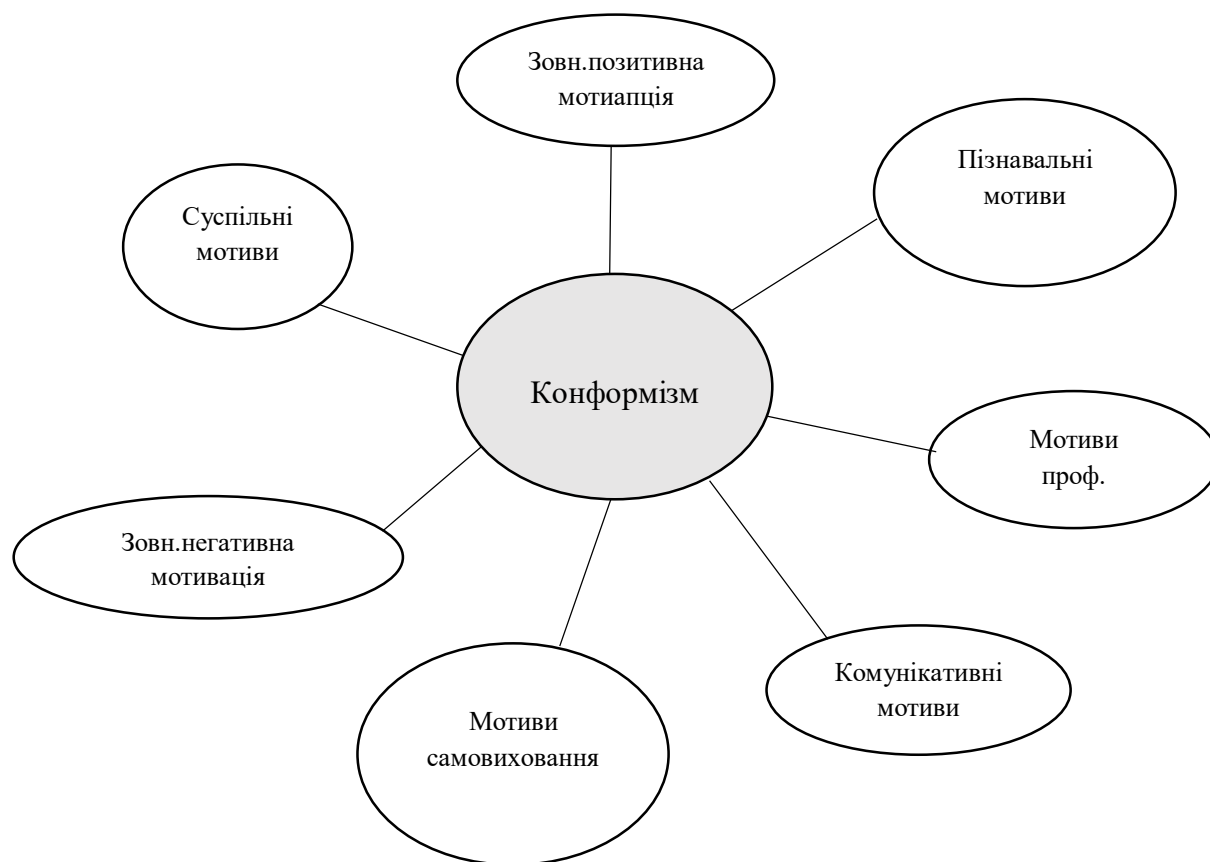 Зовн.позитивна
мотиапція
Пізнавальні
мотиви
Суспільні
мотиви
Конформізм
Мотиви
проф.
Зовн.негативна
мотивація
Комунікативні
мотиви
Мотиви
самовиховання